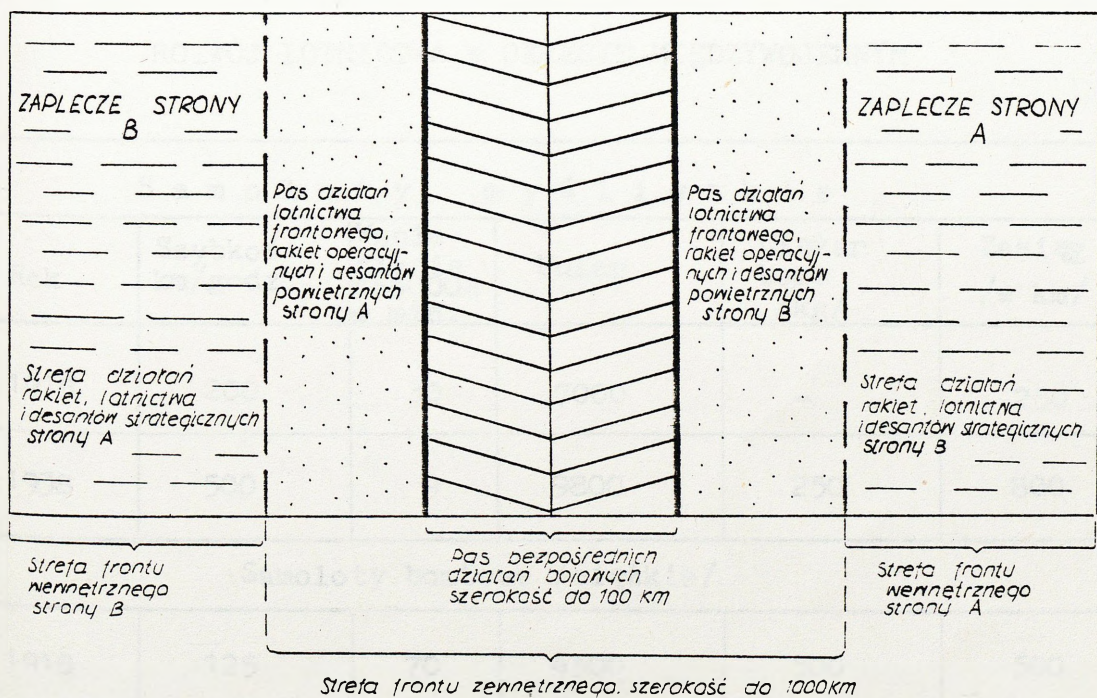 ZAPLECZE STRONY
B
Strefa działań
rakiet, lotnictwa
i desantów strategicznych
strony A
Pas działań
lotnictwa
frontowego,
rakiet operacyj-
nych i desantów
powietrznych
strony A
Pas działań
lotnictwa
frontowego,
rakiet operacyj-
nych i desantów
powietrznych
strony B
ZAPLECZE STRONY
A
Strefa działań
rakiet, lotnictwa
i desantów strategicznych
strony B
Strefa frontu
wewnętrznego
strony B
Pas bezpośrednich
działań bojowych
szerokość do 100 km
Strefa frontu
wewnętrznego
strony A
Strefa frontu zewnętrznego. szerokość do 1000 km